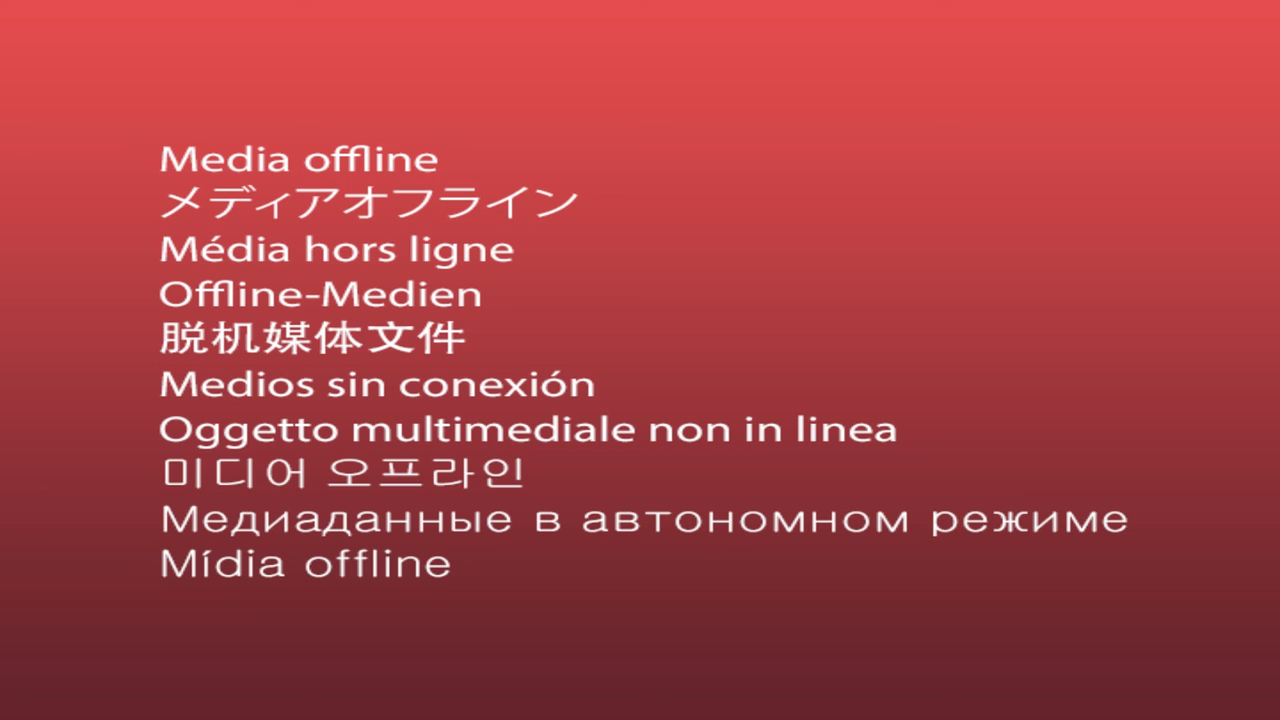 Media offline
メディアオフライン
Média hors ligne
Offline-Medien
脱机媒体文件
Medios sin conexión
Oggetto multimediale non in linea
미디어 오프라인
Медиаданные в автономном режиме
Mídia offline